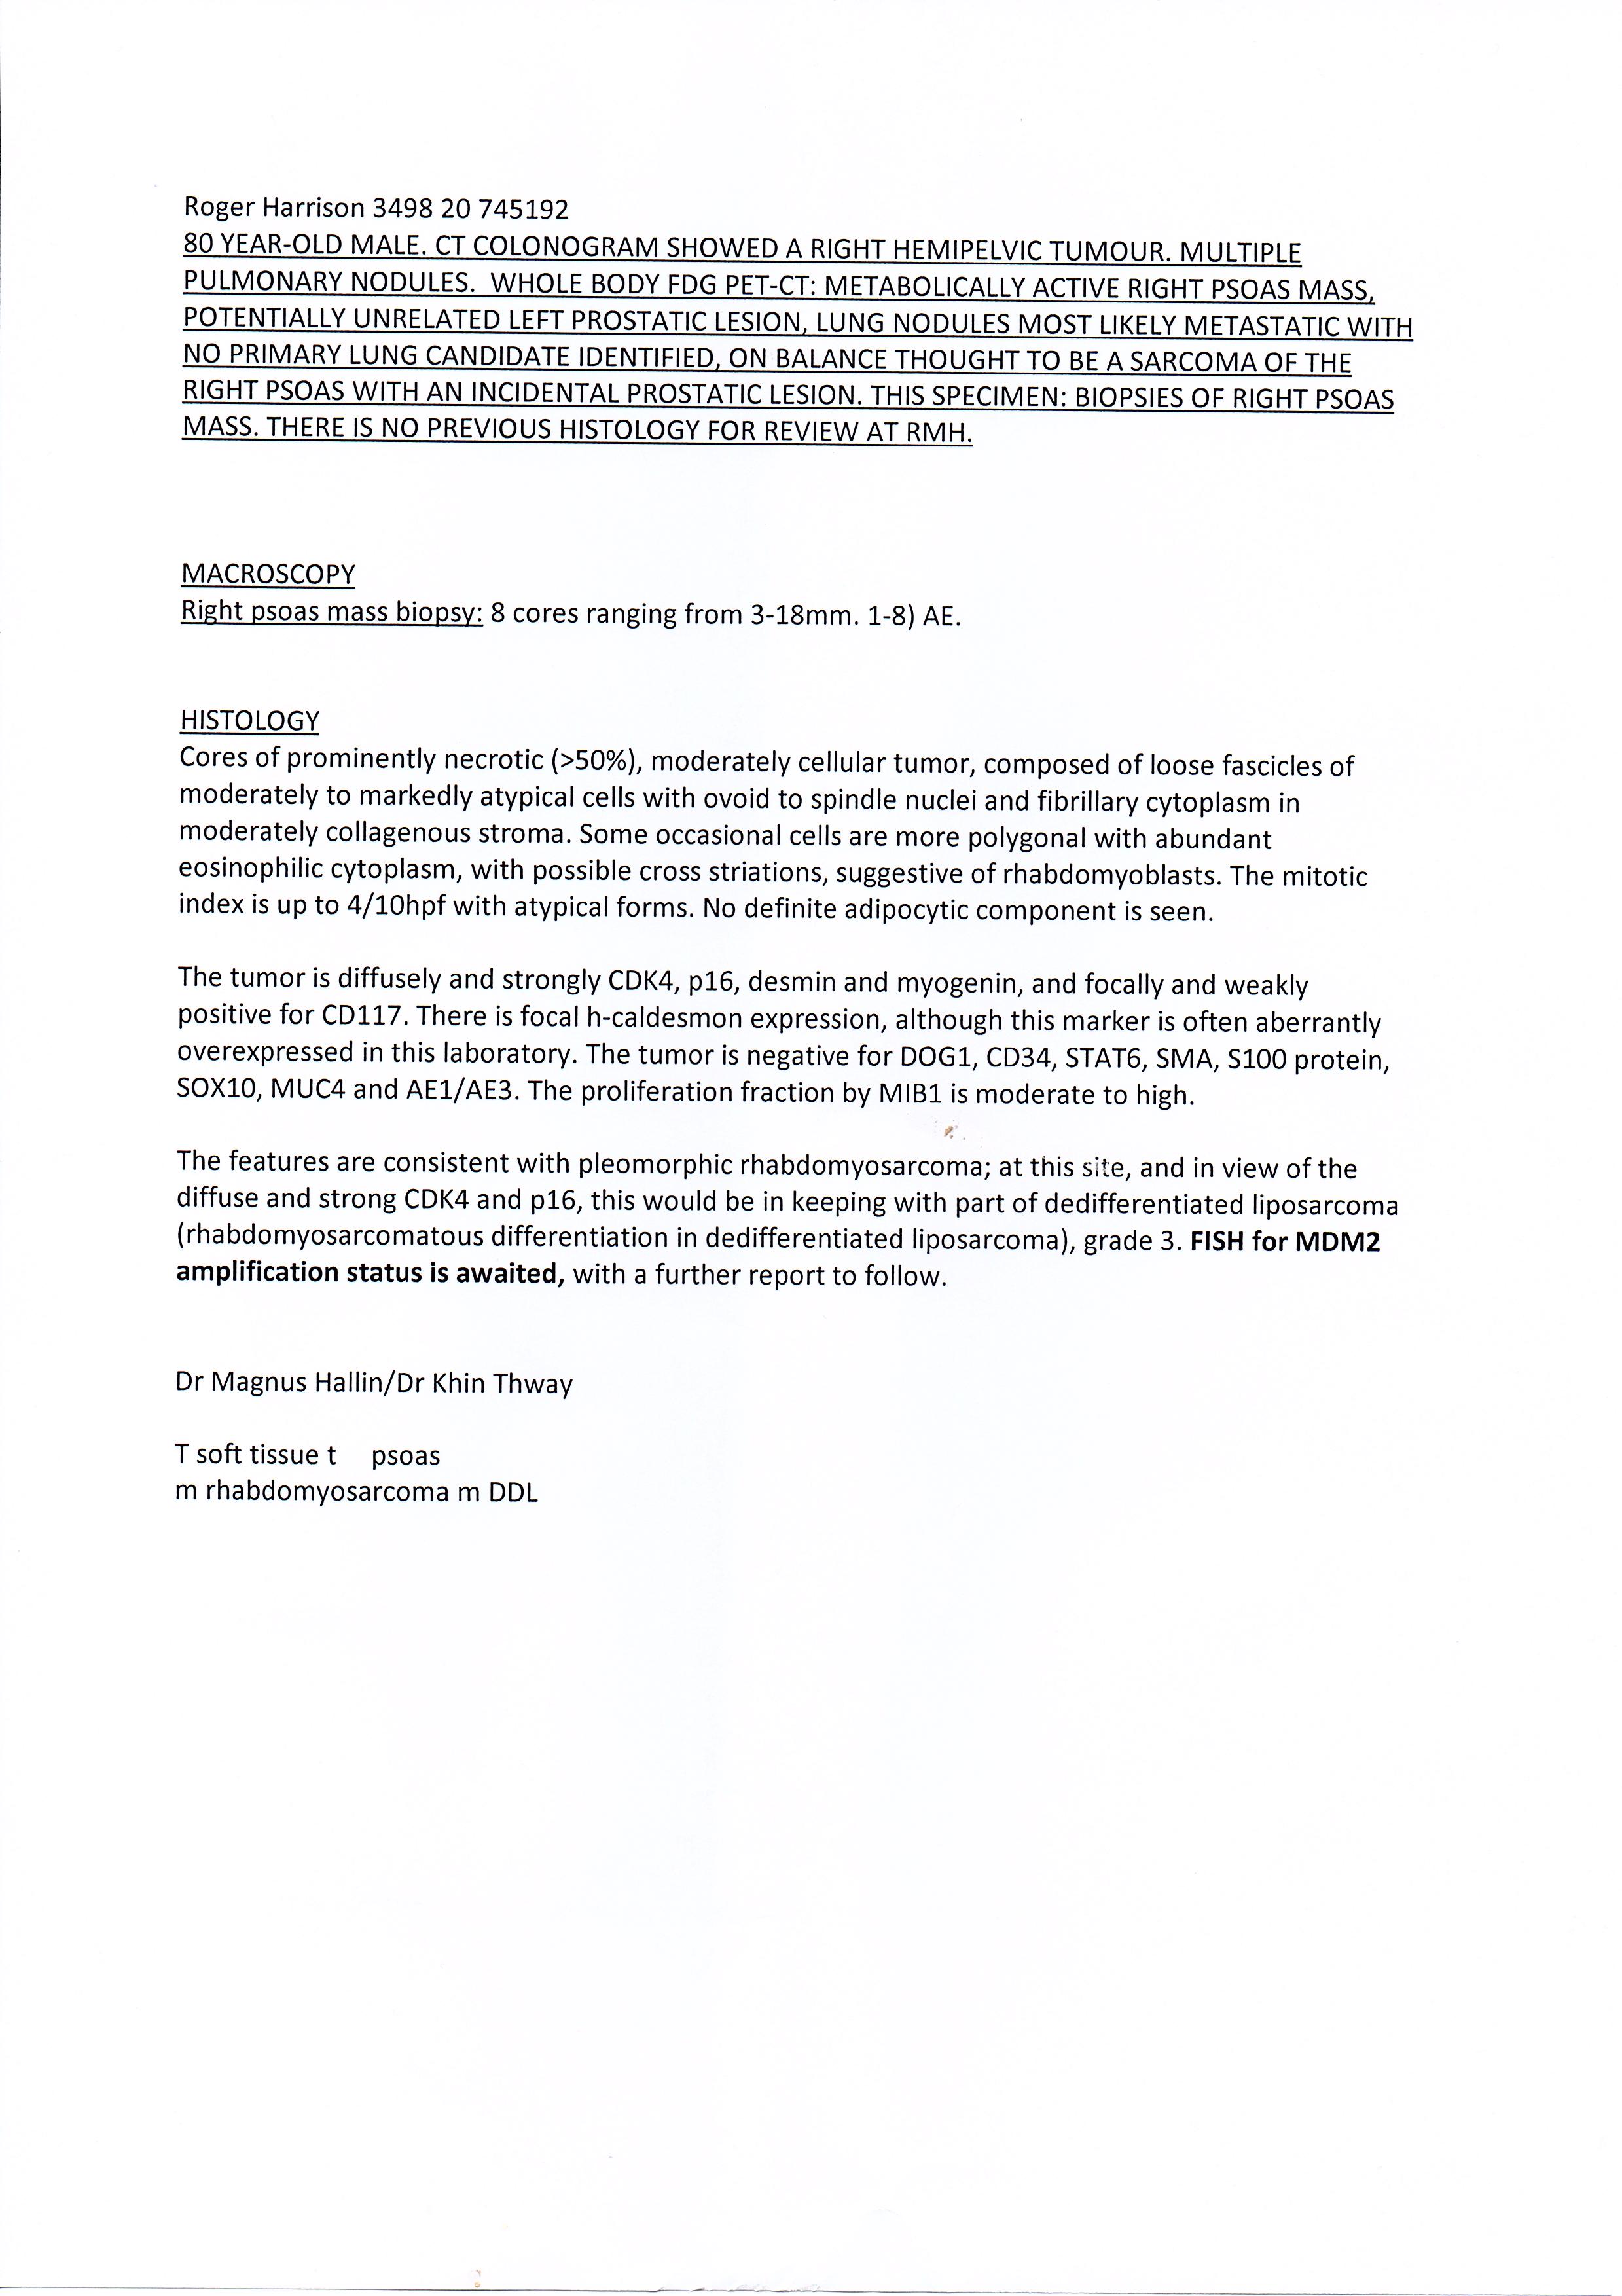 Roger Harrison 3498 20 745192
80 YEAR-OLD MALE. CT COLONOGRAM SHOWED A RIGHT HEMIPELVIC TUMOUR. MULTIPLE
PULMONARY NODULES.  WHOLE BODY FDG PET-CT: METABOLICALLY ACTIVE RIGHT PSOAS MASS,
POTENTIALLY UNRELATED LEFT PROSTATIC LESION, LUNG NODULES MOST LIKELY METASTATIC WITH
NO PRIMARY LUNG CANDIDATE IDENTIFIED, ON BALANCE THOUGHT TO BE A SARCOMA OF THE
RIGHT PSOAS WITH AN INCIDENTAL PROSTATIC LESION. THIS SPECIMEN: BIOPSIES OF RIGHT PSOAS
MASS. THERE IS NO PREVIOUS HISTOLOGY FOR REVIEW AT RMH.
MACROSCOPY
Right psoas mass biopsy: 8 cores ranging from 3-18mm. 1-8) AE.
HISTOLOGY
Cores of prominently necrotic (>50%), moderately cellular tumor, composed of loose fascicles of
moderately to markedly atypical cells with ovoid to spindle nuclei and fibrillary cytoplasm in
moderately collagenous stroma. Some occasional cells are more polygonal with abundant
eosinophilic cytoplasm, with possible cross striations, suggestive of rhabdomyoblasts. The mitotic
index is up to 4/10hpf with atypical forms. No definite adipocytic component is seen.
The tumor is diffusely and strongly CDK4, p16, desmin and myogenin, and focally and weakly
positive for CD117. There is focal h-caldesmon expression, although this marker is often aberrantly
overexpressed in this laboratory. The tumor is negative for DOG1, CD34, STAT6, SMA, S100 protein,
SOX10, MUC4 and AE1/AE3. The proliferation fraction by MIB1 is moderate to high.
The features are consistent with pleomorphic rhabdomyosarcoma; at this site, and in view of the
diffuse and strong CDK4 and p16, this would be in keeping with part of dedifferentiated liposarcoma
(rhabdomyosarcomatous differentiation in dedifferentiated liposarcoma), grade 3. FISH for MDM2
amplification status is awaited, with a further report to follow.
Dr Magnus Hallin/Dr Khin Thway
T soft tissue t    psoas
m rhabdomyosarcoma m DDL